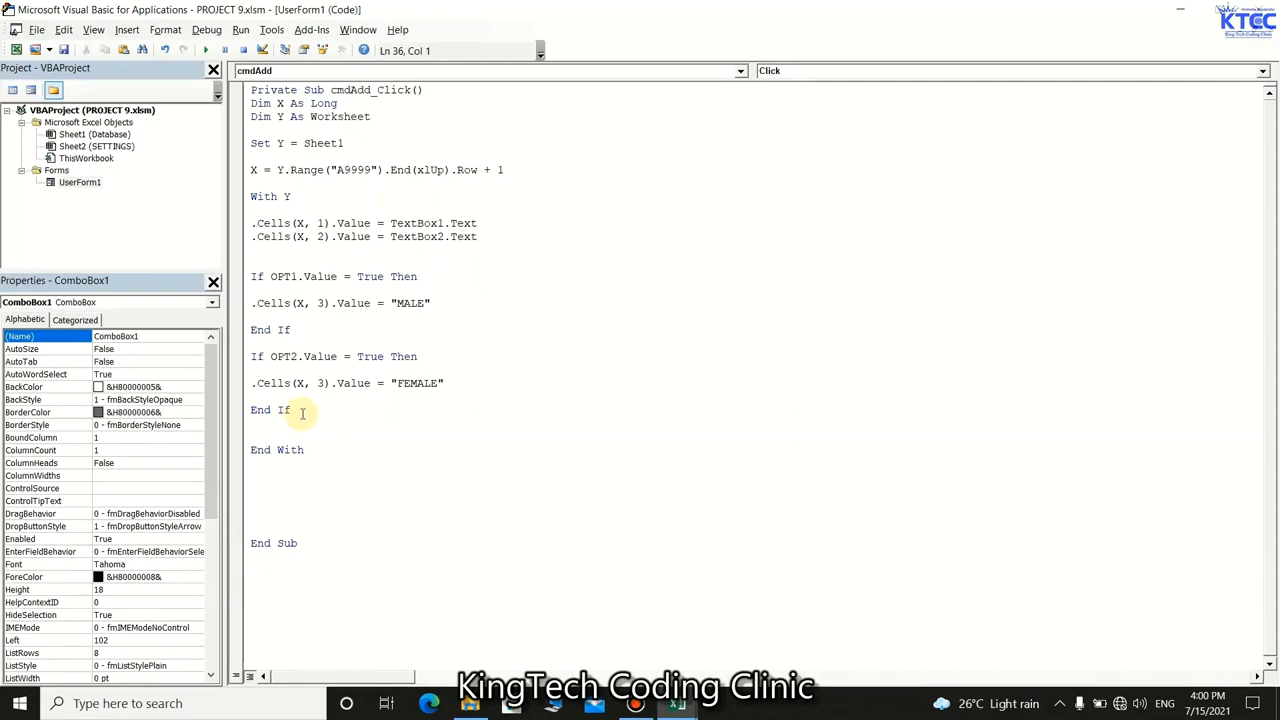 Microsoft Visual Basic for Applications - PROJECT 9.xlsm - [UserForm1 (Code)]
KTCC
King Tech Coding Clinic
File Edit View Insert Format Debug Run Tools Add-Ins Window Help
Ln 36, Col 1
Project - VBAProject
cmdAdd
Click
VBAProject (PROJECT 9.xlsm)
Microsoft Excel Objects
Sheet1 (Database)
Sheet2 (SETTINGS)
ThisWorkbook
Forms
UserForm1
Properties - ComboBox1
ComboBox1 ComboBox
Alphabetic Categorized
(Name) ComboBox1
AutoSize False
AutoTab False
AutoWordSelect True
BackColor &H80000005&
BackStyle 1 - fmBackStyleOpaque
BorderColor &H80000006&
BorderStyle 0 - fmBorderStyleNone
BoundColumn 1
ColumnCount 1
ColumnHeads False
ColumnWidths
ControlSource
ControlTipText
DragBehavior 0 - fmDragBehaviorDisabled
DropButtonStyle 1 - fmDropButtonStyleArrow
Enabled True
EnterFieldBehavior 0 - fmEnterFieldBehaviorSele
Font Tahoma
ForeColor &H80000008&
Height 18
HelpContextID 0
HideSelection True
IMEMode 0 - fmIMEModeNoControl
Left 102
ListRows 8
ListStyle 0 - fmListStylePlain
ListWidth 0 pt
Private Sub cmdAdd_Click()
Dim X As Long
Dim Y As Worksheet
Set Y = Sheet1
X = Y.Range("A9999").End(xlUp).Row + 1
With Y
.Cells(X, 1).Value = TextBox1.Text
.Cells(X, 2).Value = TextBox2.Text
If OPT1.Value = True Then
.Cells(X, 3).Value = "MALE"
End If
If OPT2.Value = True Then
.Cells(X, 3).Value = "FEMALE"
End If
End With
End Sub
KingTech Coding Clinic
Type here to search
26°C Light rain
ENG
4:00 PM
7/15/2021